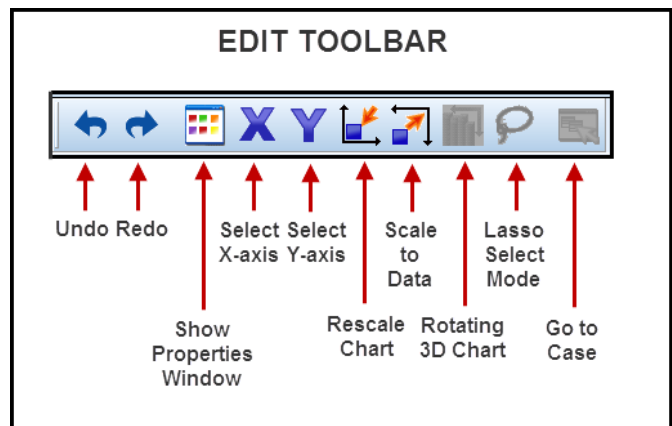 EDIT TOOLBAR
X Y
Undo Redo
Select Select
X-axis Y-axis
Scale
to
Data
Lasso
Select
Mode
Show
Properties
Window
Rescale
Chart
Rotating
3D Chart
Go to
Case